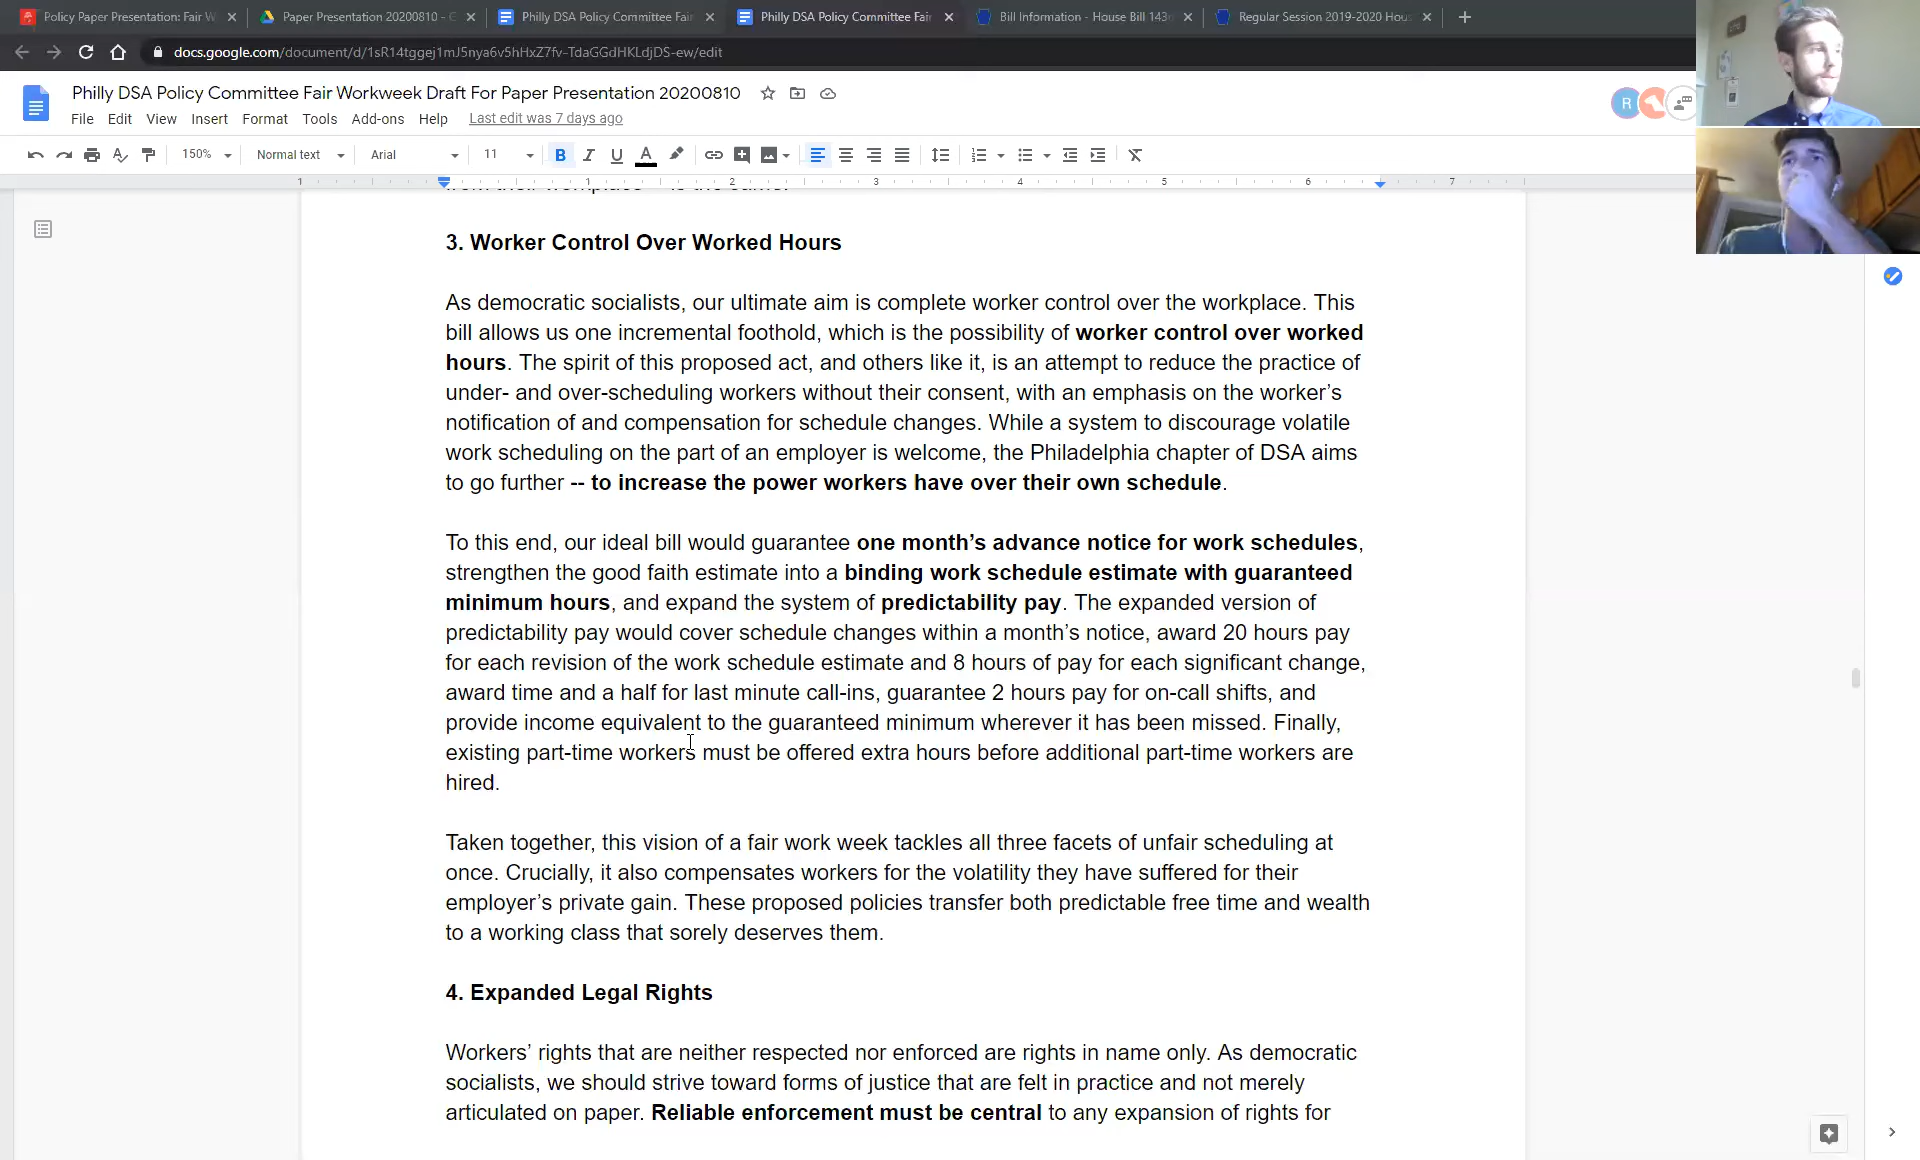 Policy Paper Presentation: Fair W
Paper Presentation 20200810 -
Philly DSA Policy Committee Fair
Philly DSA Policy Committee Fair
Bill Information - House Bill 143
Regular Session 2019-2020 Hou
docs.google.com/document/d/1sR14tggej1mJ5nya6v5hHxZ7fv-TdaGGdHKLdjDS-ew/edit
Philly DSA Policy Committee Fair Workweek Draft For Paper Presentation 20200810
R
File Edit View Insert Format Tools Add-ons Help Last edit was 7 days ago
150% Normal text Arial 11 B I U A
1 1 2 3 4 5 6 7
3. Worker Control Over Worked Hours
As democratic socialists, our ultimate aim is complete worker control over the workplace. This
bill allows us one incremental foothold, which is the possibility of worker control over worked
hours. The spirit of this proposed act, and others like it, is an attempt to reduce the practice of
under- and over-scheduling workers without their consent, with an emphasis on the worker’s
notification of and compensation for schedule changes. While a system to discourage volatile
work scheduling on the part of an employer is welcome, the Philadelphia chapter of DSA aims
to go further -- to increase the power workers have over their own schedule.
To this end, our ideal bill would guarantee one month’s advance notice for work schedules,
strengthen the good faith estimate into a binding work schedule estimate with guaranteed
minimum hours, and expand the system of predictability pay. The expanded version of
predictability pay would cover schedule changes within a month’s notice, award 20 hours pay
for each revision of the work schedule estimate and 8 hours of pay for each significant change,
award time and a half for last minute call-ins, guarantee 2 hours pay for on-call shifts, and
provide income equivalent to the guaranteed minimum wherever it has been missed. Finally,
existing part-time workers must be offered extra hours before additional part-time workers are
hired.
Taken together, this vision of a fair work week tackles all three facets of unfair scheduling at
once. Crucially, it also compensates workers for the volatility they have suffered for their
employer’s private gain. These proposed policies transfer both predictable free time and wealth
to a working class that sorely deserves them.
4. Expanded Legal Rights
Workers’ rights that are neither respected nor enforced are rights in name only. As democratic
socialists, we should strive toward forms of justice that are felt in practice and not merely
articulated on paper. Reliable enforcement must be central to any expansion of rights for